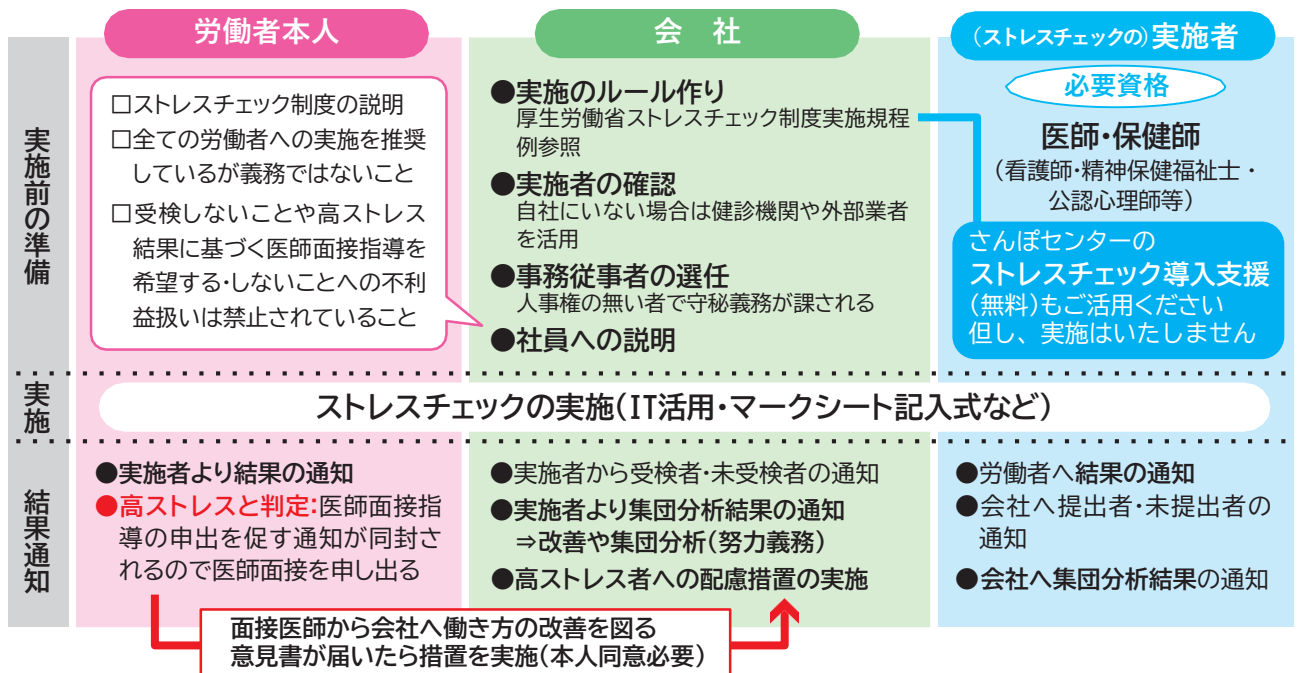 労働者本人
会 社
(ストレスチェックの)実施者
実施前の準備
□ストレスチェック制度の説明
□全ての労働者への実施を推奨
しているが義務ではないこと
□受検しないことや高ストレス
結果に基づく医師面接指導を
希望する・しないことへの不利
益扱いは禁止されていること
●実施のルール作り
厚生労働省ストレスチェック制度実施規程
例参照
●実施者の確認
自社にいない場合は健診機関や外部業者
を活用
●事務従事者の選任
人事権の無い者で守秘義務が課される
●社員への説明
必要資格
医師・保健師
(看護師・精神保健福祉士・
公認心理師等)
さんぽセンターの
ストレスチェック導入支援
(無料)もご活用ください
但し、実施はいたしません
実施
ストレスチェックの実施(IT活用・マークシート記入式など)
結果通知
●実施者より結果の通知
●高ストレスと判定:医師面接指
導の申出を促す通知が同封さ
れるので医師面接を申し出る
●実施者から受検者・未受検者の通知
●実施者より集団分析結果の通知
⇒改善や集団分析(努力義務)
●高ストレス者への配慮措置の実施
●労働者へ結果の通知
●会社へ提出者・未提出者の
通知
●会社へ集団分析結果の通知
面接医師から会社へ働き方の改善を図る
意見書が届いたら措置を実施(本人同意必要)